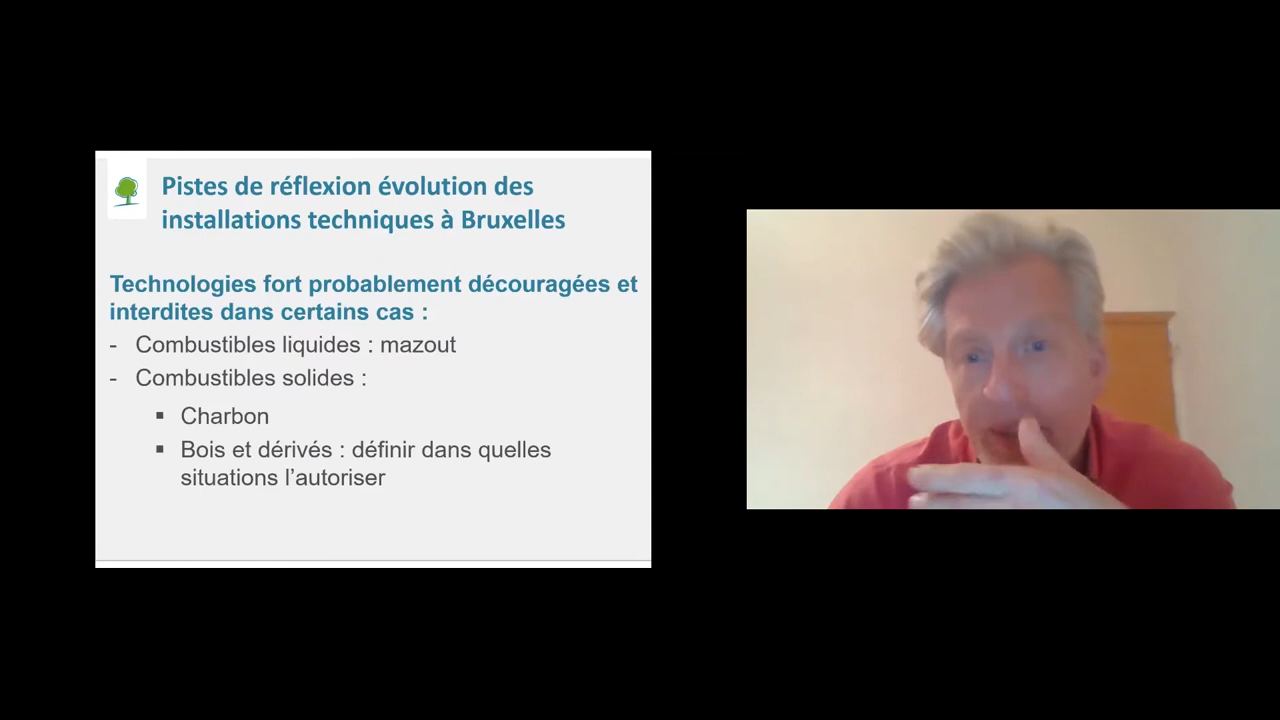 Pistes de réflexion évolution des
installations techniques à Bruxelles
Technologies fort probablement découragées et
interdites dans certains cas :
- Combustibles liquides : mazout
- Combustibles solides :
▪ Charbon
▪ Bois et dérivés : définir dans quelles
situations l’autoriser